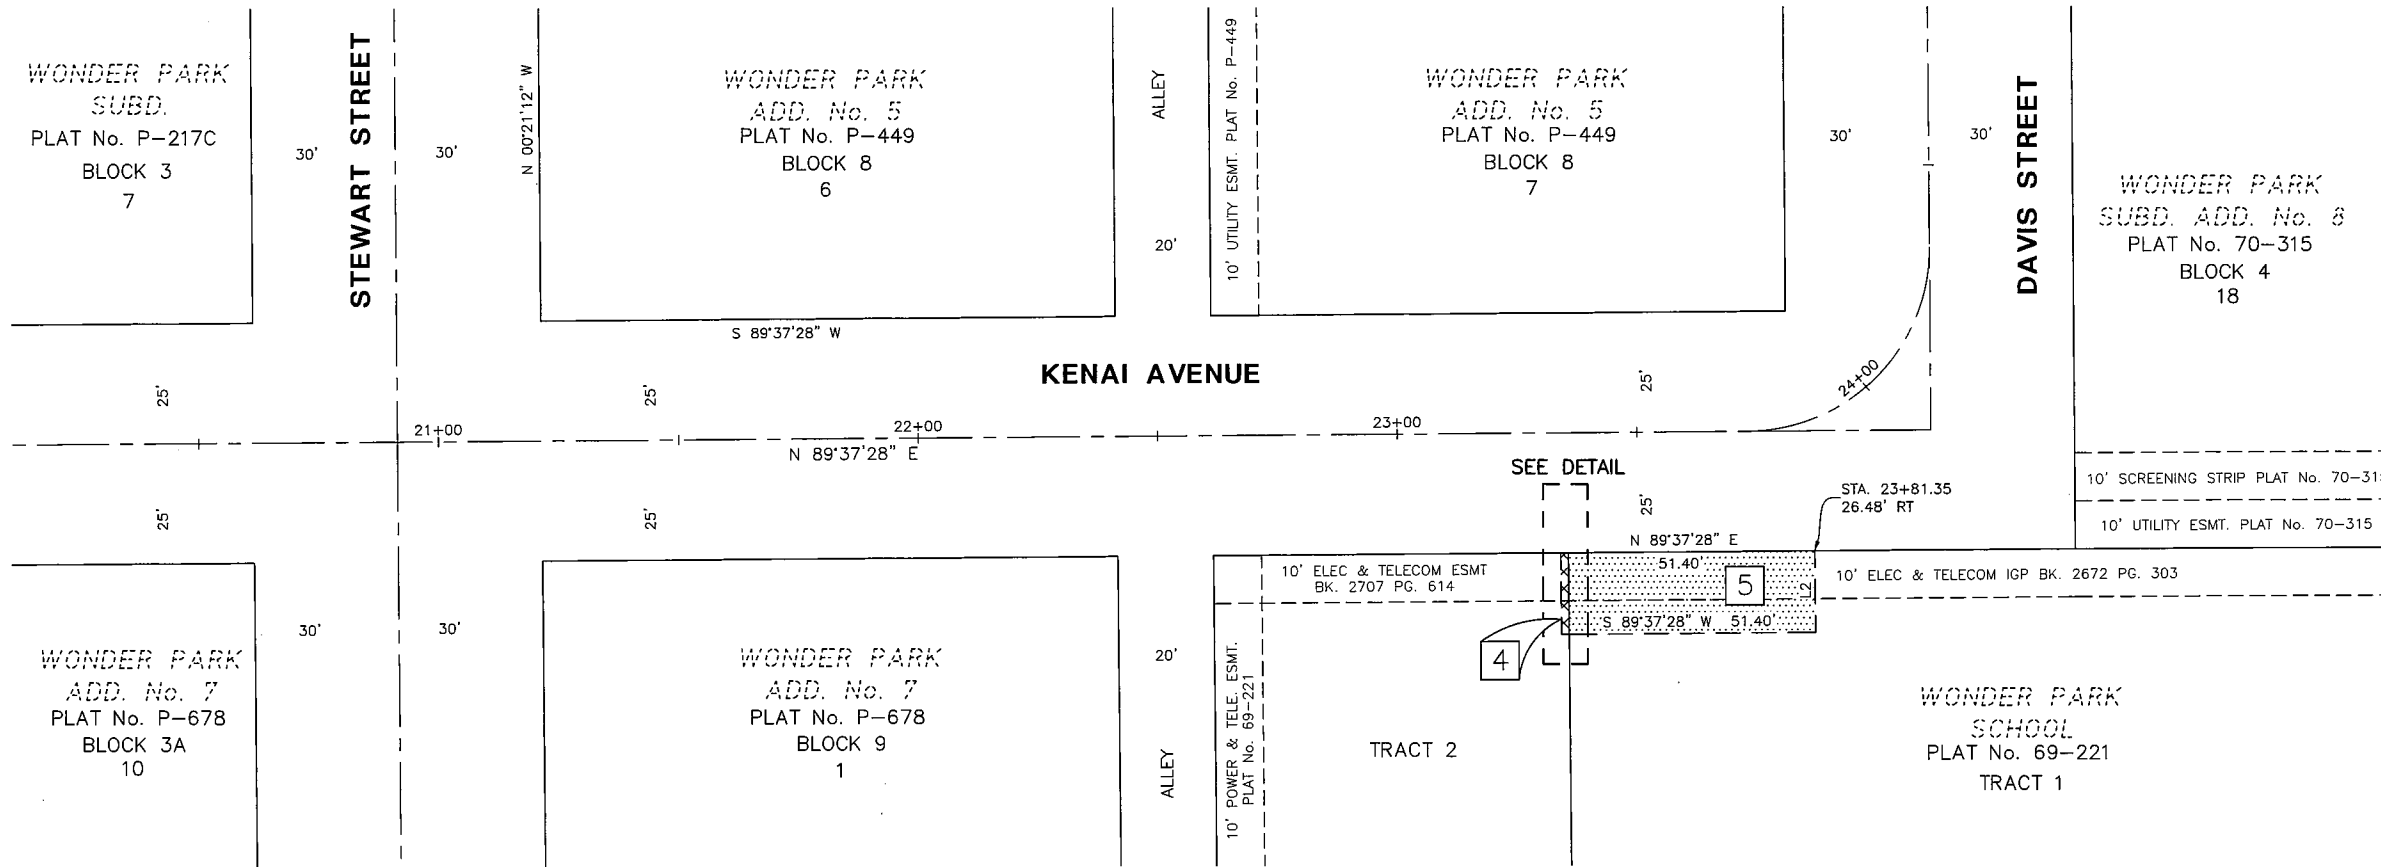 WONDER PARK
SUBD.
PLAT No. P-217C
BLOCK 3
7
30'
STEWART STREET
30'
N 00°21'12" W
WONDER PARK
ADD. No. 5
PLAT No. P-449
BLOCK 8
6
ALLEY
20'
10' UTILITY ESMT. PLAT No. P-449
WONDER PARK
ADD. No. 5
PLAT No. P-449
BLOCK 8
7
30'
30'
DAVIS STREET
WONDER PARK
SUBD. ADD. No. 8
PLAT No. 70-315
BLOCK 4
18
S 89°37'28" W
KENAI AVENUE
25'
25'
25'
24+00
21+00
22+00
23+00
N 89°37'28" E
SEE DETAIL
25'
25'
25'
STA. 23+81.35
26.48' RT
10' SCREENING STRIP PLAT No. 70-315
10' UTILITY ESMT. PLAT No. 70-315
N 89°37'28" E
51.40'
5
L2
S 89°37'28" W 51.40'
10' ELEC & TELECOM ESMT
BK. 2707 PG. 614
10' ELEC & TELECOM IGP BK. 2672 PG. 303
4
30'
30'
20'
WONDER PARK
ADD. No. 7
PLAT No. P-678
BLOCK 3A
10
WONDER PARK
ADD. No. 7
PLAT No. P-678
BLOCK 9
1
ALLEY
10' POWER & TELE. ESMT.
PLAT No. 69-221
TRACT 2
WONDER PARK
SCHOOL
PLAT No. 69-221
TRACT 1